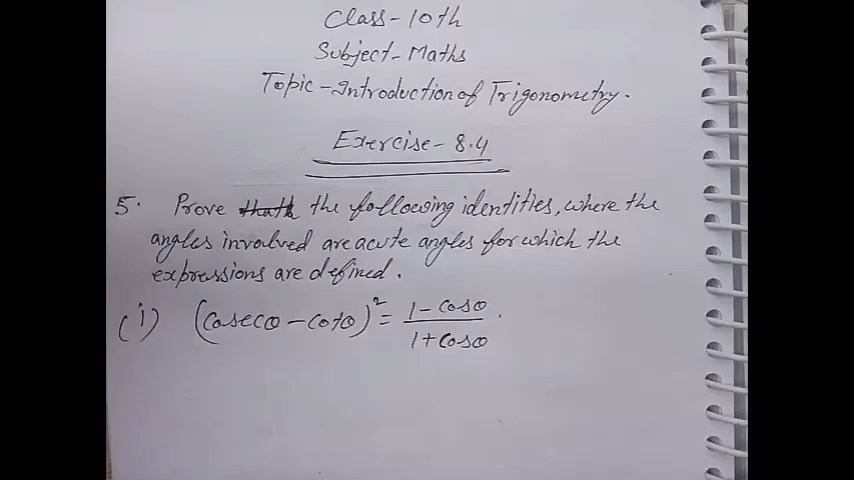 Class-10th
Subject-Maths
Topic-Introduction of Trigonometry.
Exercise-8.4
5. Prove the following identities, where the
angles involved are acute angles for which the
expressions are defined.
(i) (cosecθ-cotθ)² = 1-cosθ / 1+cosθ.